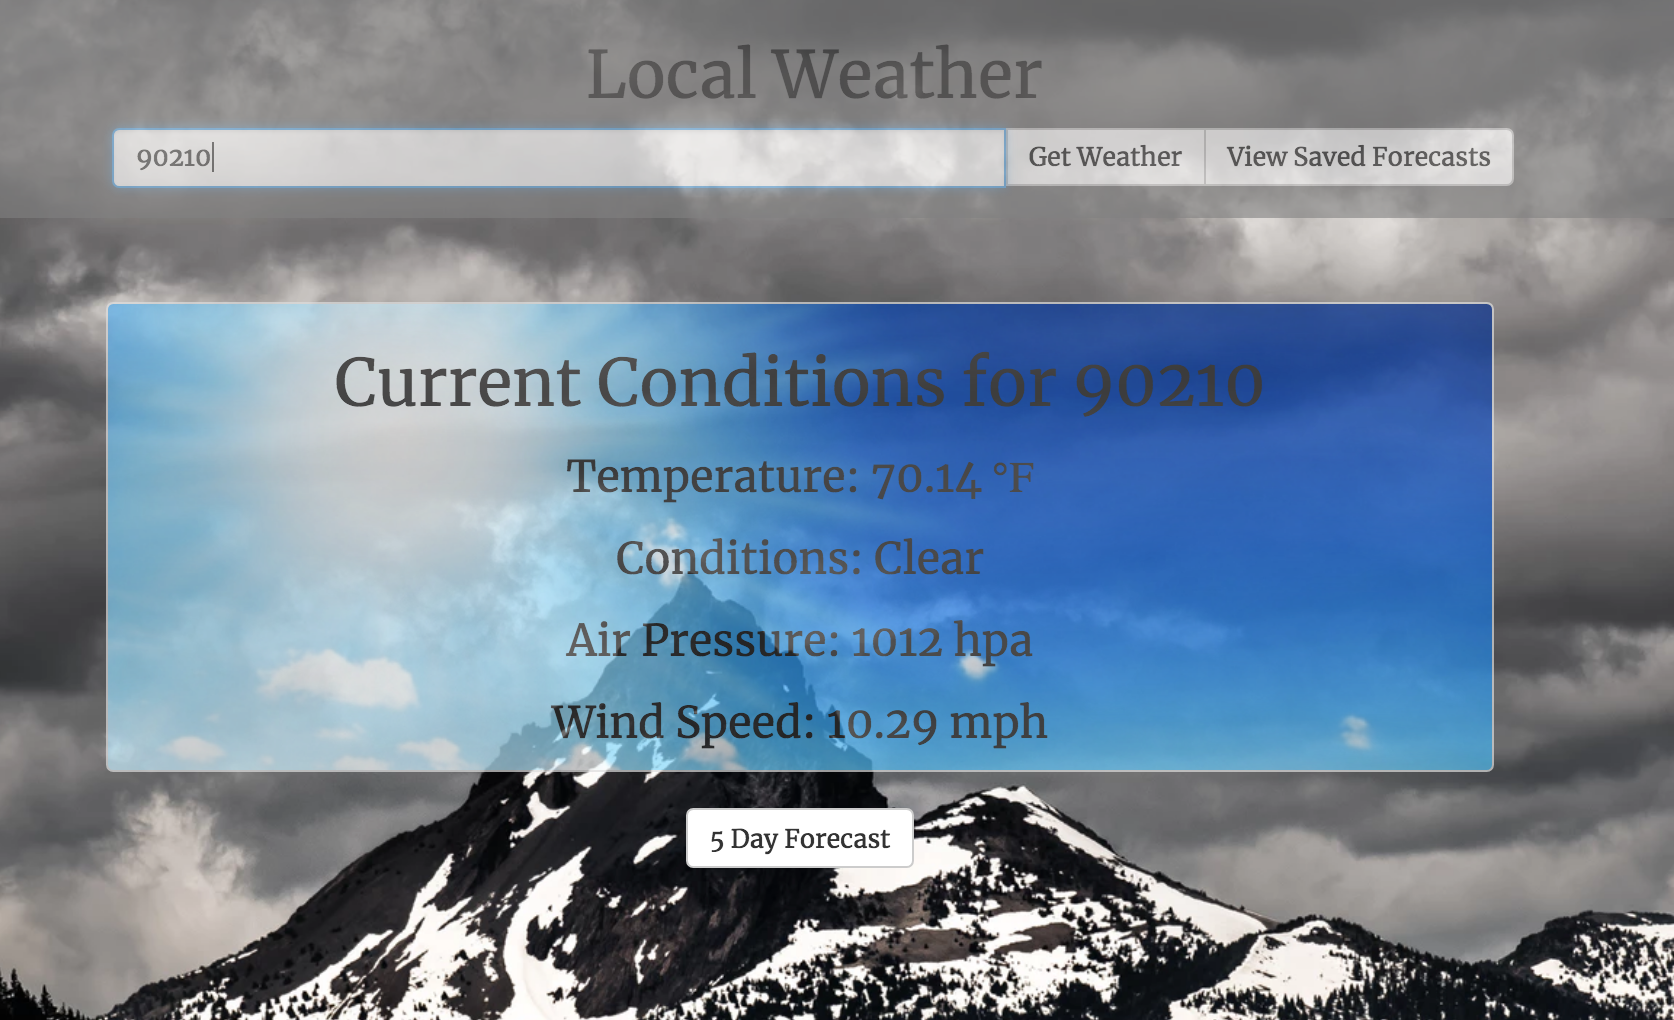 Local Weather
90210
Get Weather
View Saved Forecasts
Current Conditions for 90210
Temperature: 70.14 °F
Conditions: Clear
Air Pressure: 1012 hpa
Wind Speed: 10.29 mph
5 Day Forecast